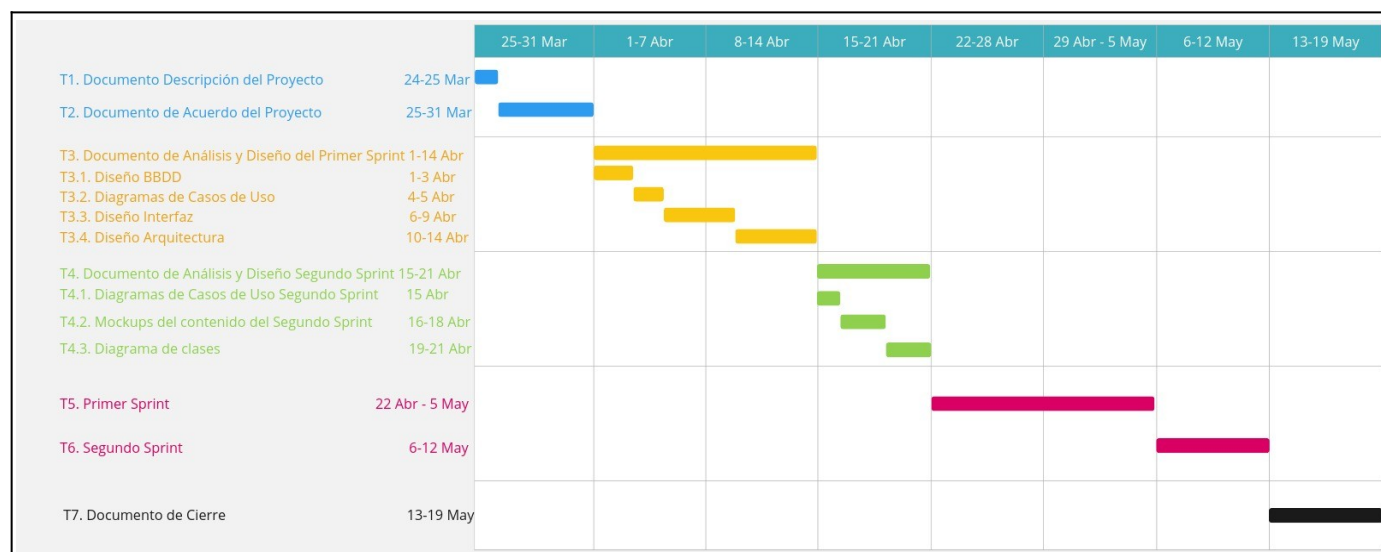 25-31 Mar 1-7 Abr 8-14 Abr 15-21 Abr 22-28 Abr 29 Abr - 5 May 6-12 May 13-19 May
T1. Documento Descripción del Proyecto 24-25 Mar
T2. Documento de Acuerdo del Proyecto 25-31 Mar
T3. Documento de Análisis y Diseño del Primer Sprint 1-14 Abr
T3.1. Diseño BBDD 1-3 Abr
T3.2. Diagramas de Casos de Uso 4-5 Abr
T3.3. Diseño Interfaz 6-9 Abr
T3.4. Diseño Arquitectura 10-14 Abr
T4. Documento de Análisis y Diseño Segundo Sprint 15-21 Abr
T4.1. Diagramas de Casos de Uso Segundo Sprint 15 Abr
T4.2. Mockups del contenido del Segundo Sprint 16-18 Abr
T4.3. Diagrama de clases 19-21 Abr
T5. Primer Sprint 22 Abr - 5 May
T6. Segundo Sprint 6-12 May
T7. Documento de Cierre 13-19 May